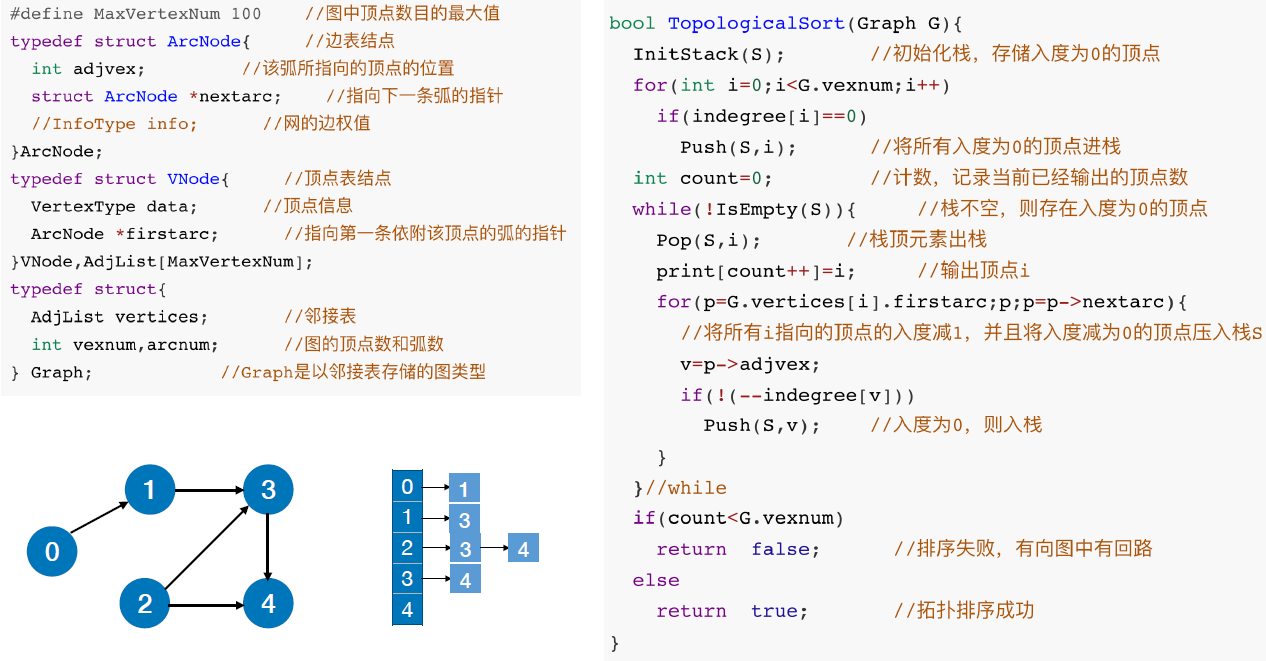 #define MaxVertexNum 100 //图中顶点数目的最大值
typedef struct ArcNode{ //边表结点
int adjvex; //该弧所指向的顶点的位置
struct ArcNode *nextarc; //指向下一条弧的指针
//InfoType info; //网的边权值
}ArcNode;
typedef struct VNode{ //顶点表结点
VertexType data; //顶点信息
ArcNode *firstarc; //指向第一条依附该顶点的弧的指针
}VNode,AdjList[MaxVertexNum];
typedef struct{
AdjList vertices; //邻接表
int vexnum,arcnum; //图的顶点数和弧数
} Graph; //Graph是以邻接表存储的图类型
bool TopologicalSort(Graph G){
InitStack(S); //初始化栈，存储入度为0的顶点
for(int i=0;i<G.vexnum;i++)
if(indegree[i]==0)
Push(S,i); //将所有入度为0的顶点进栈
int count=0; //计数，记录当前已经输出的顶点数
while(!IsEmpty(S)){ //栈不空，则存在入度为0的顶点
Pop(S,i); //栈顶元素出栈
print[count++]=i; //输出顶点i
for(p=G.vertices[i].firstarc;p;p=p->nextarc){
//将所有i指向的顶点的入度减1，并且将入度减为0的顶点压入栈S
v=p->adjvex;
if(!(--indegree[v]))
Push(S,v); //入度为0，则入栈
}
}//while
if(count<G.vexnum)
return false; //排序失败，有向图中有回路
else
return true; //拓扑排序成功
}
1 3
0
2 4
0 1
1 3
2 3 4
3 4
4